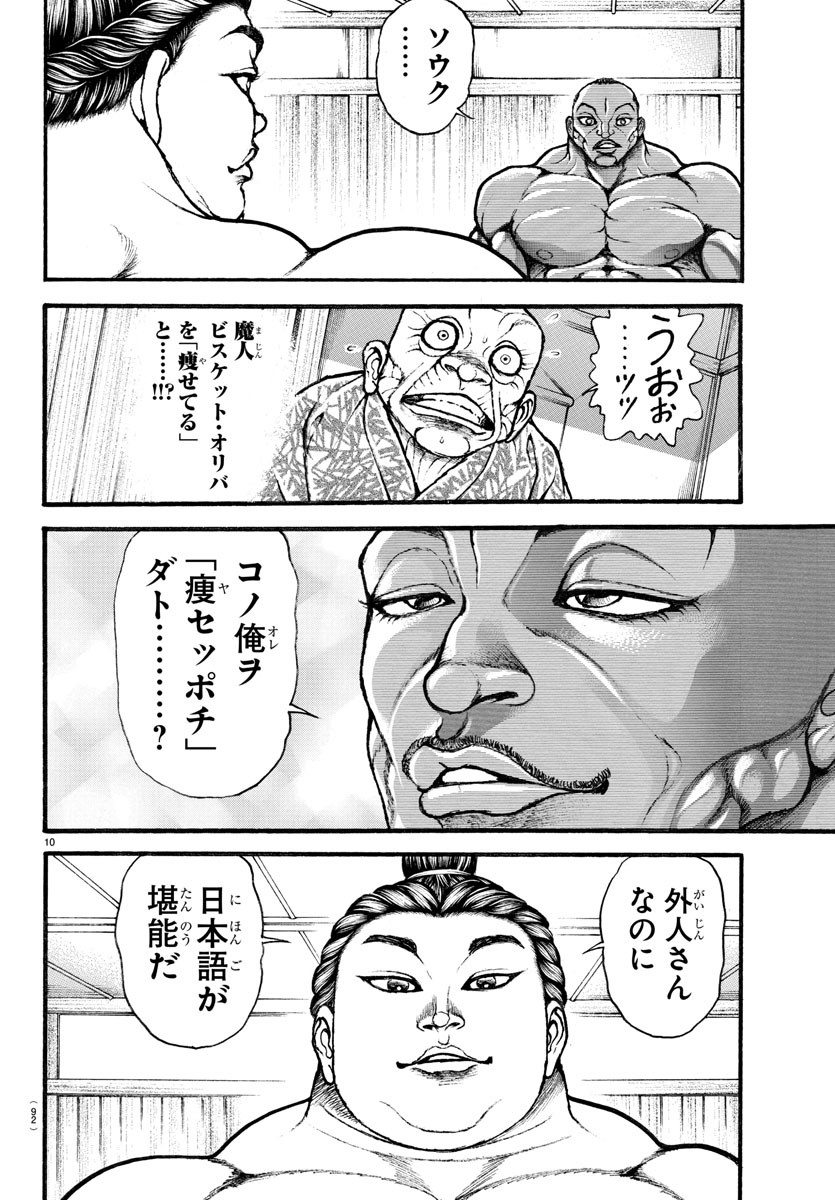 ソウク
……
うおぉ
……ッッ
魔人
ビスケット・オリバ
を「痩せてる」
と……!!?
コノ俺ヲ
「痩セッポチ」
ダト………?
10
外人さん
なのに
日本語が
堪能だ
(92)